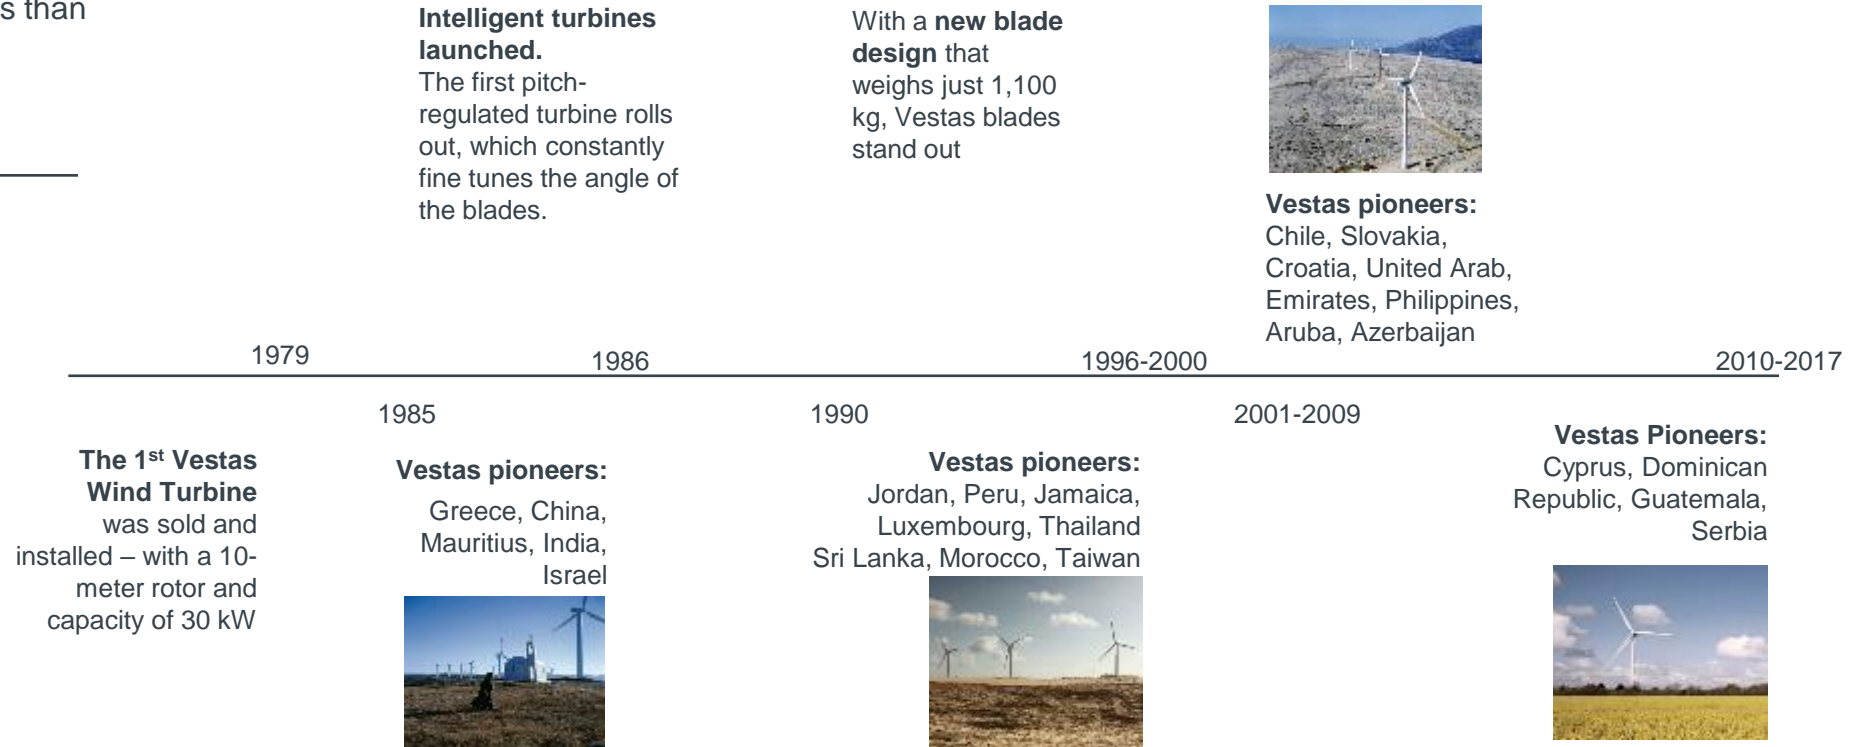 s than
Intelligent turbines
launched.
The first pitch-
regulated turbine rolls
out, which constantly
fine tunes the angle of
the blades.
With a new blade
design that
weighs just 1,100
kg, Vestas blades
stand out
Vestas pioneers:
Chile, Slovakia,
Croatia, United Arab,
Emirates, Philippines,
Aruba, Azerbaijan
1979
1986
1996-2000
2010-2017
1985
1990
2001-2009
The 1st Vestas
Wind Turbine
was sold and
installed – with a 10-
meter rotor and
capacity of 30 kW
Vestas pioneers:
Greece, China,
Mauritius, India,
Israel
Vestas pioneers:
Jordan, Peru, Jamaica,
Luxembourg, Thailand
Sri Lanka, Morocco, Taiwan
Vestas Pioneers:
Cyprus, Dominican
Republic, Guatemala,
Serbia